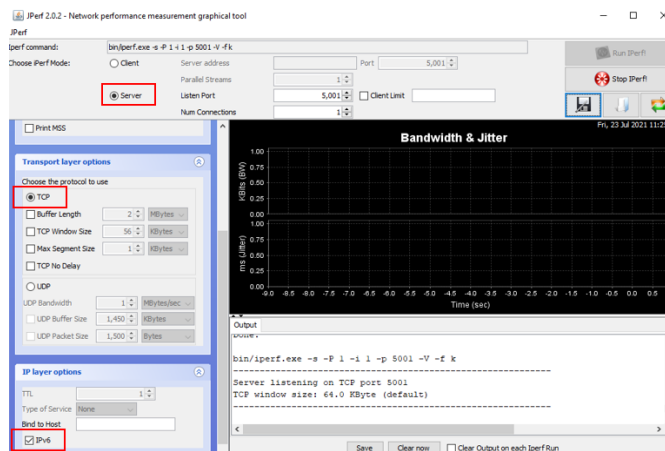 JPerf 2.0.2 - Network performance measurement graphical tool
JPerf
Iperf command: bin/iperf.exe -s -P 1 -i 1 -p 5001 -V -f k
Choose iPerf Mode: Client Server address Port 5,001
Parallel Streams 1
Server Listen Port 5,001 Client Limit
Num Connections 1
Run IPerf!
Stop IPerf!
Print MSS
Transport layer options
Choose the protocol to use
TCP
Buffer Length 2 MBytes
TCP Window Size 56 KBytes
Max Segment Size 1 KBytes
TCP No Delay
UDP
UDP Bandwidth 1 MBytes/sec
UDP Buffer Size 1,450 KBytes
UDP Packet Size 1,500 Bytes
IP layer options
TTL 1
Type of Service None
Bind to Host
IPv6
Fri, 23 Jul 2021 11:2
Bandwidth & Jitter
KBits (BW)
1.00
0.75
0.50
0.25
0.00
ms (Jitter)
1.00
0.75
0.50
0.25
0.00
-9.0 -8.5 -8.0 -7.5 -7.0 -6.5 -6.0 -5.5 -5.0 -4.5 -4.0 -3.5 -3.0 -2.5 -2.0 -1.5 -1.0 -0.5 0.0 0.5
Time (sec)
Output
Done.
bin/iperf.exe -s -P 1 -i 1 -p 5001 -V -f k
------------------------------------------------------------
Server listening on TCP port 5001
TCP window size: 64.0 KByte (default)
------------------------------------------------------------
Save Clear now Clear Output on each Iperf Run